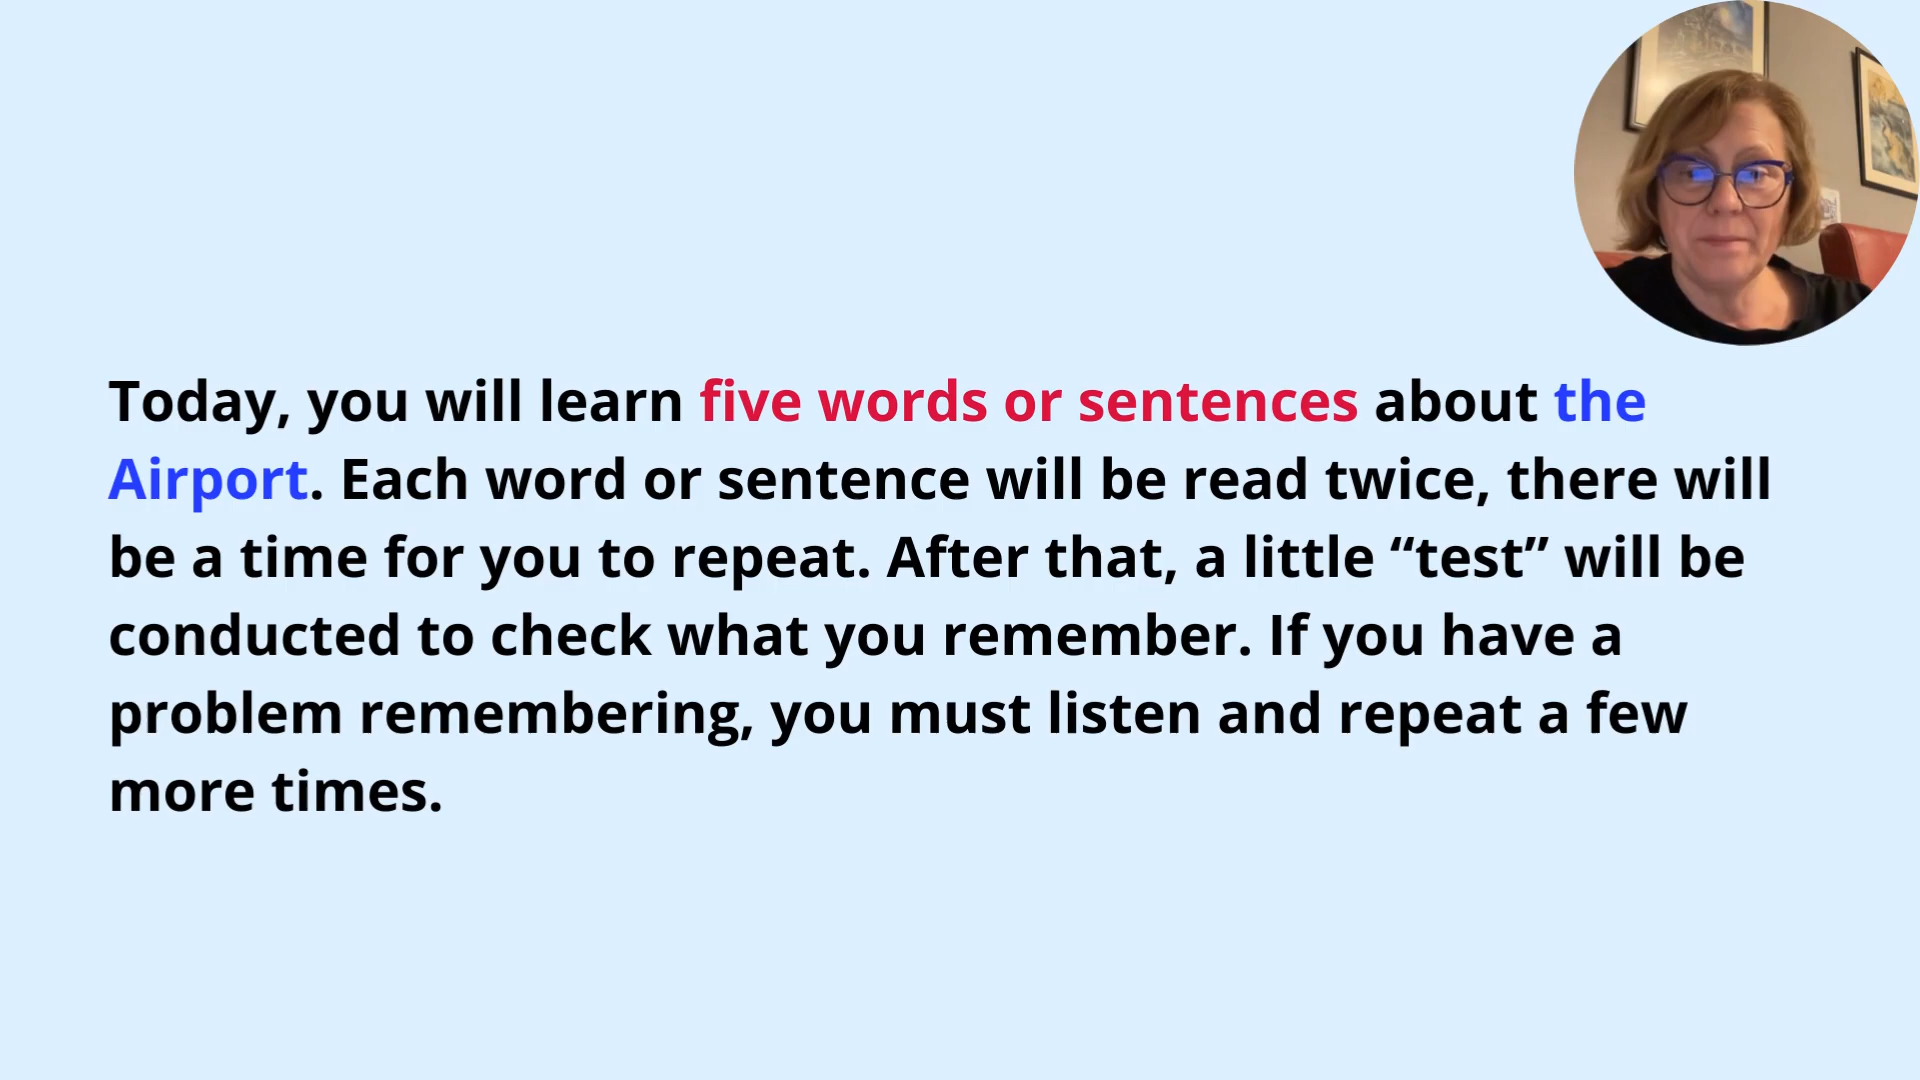 Today, you will learn five words or sentences about the
Airport. Each word or sentence will be read twice, there will
be a time for you to repeat. After that, a little “test” will be
conducted to check what you remember. If you have a
problem remembering, you must listen and repeat a few
more times.